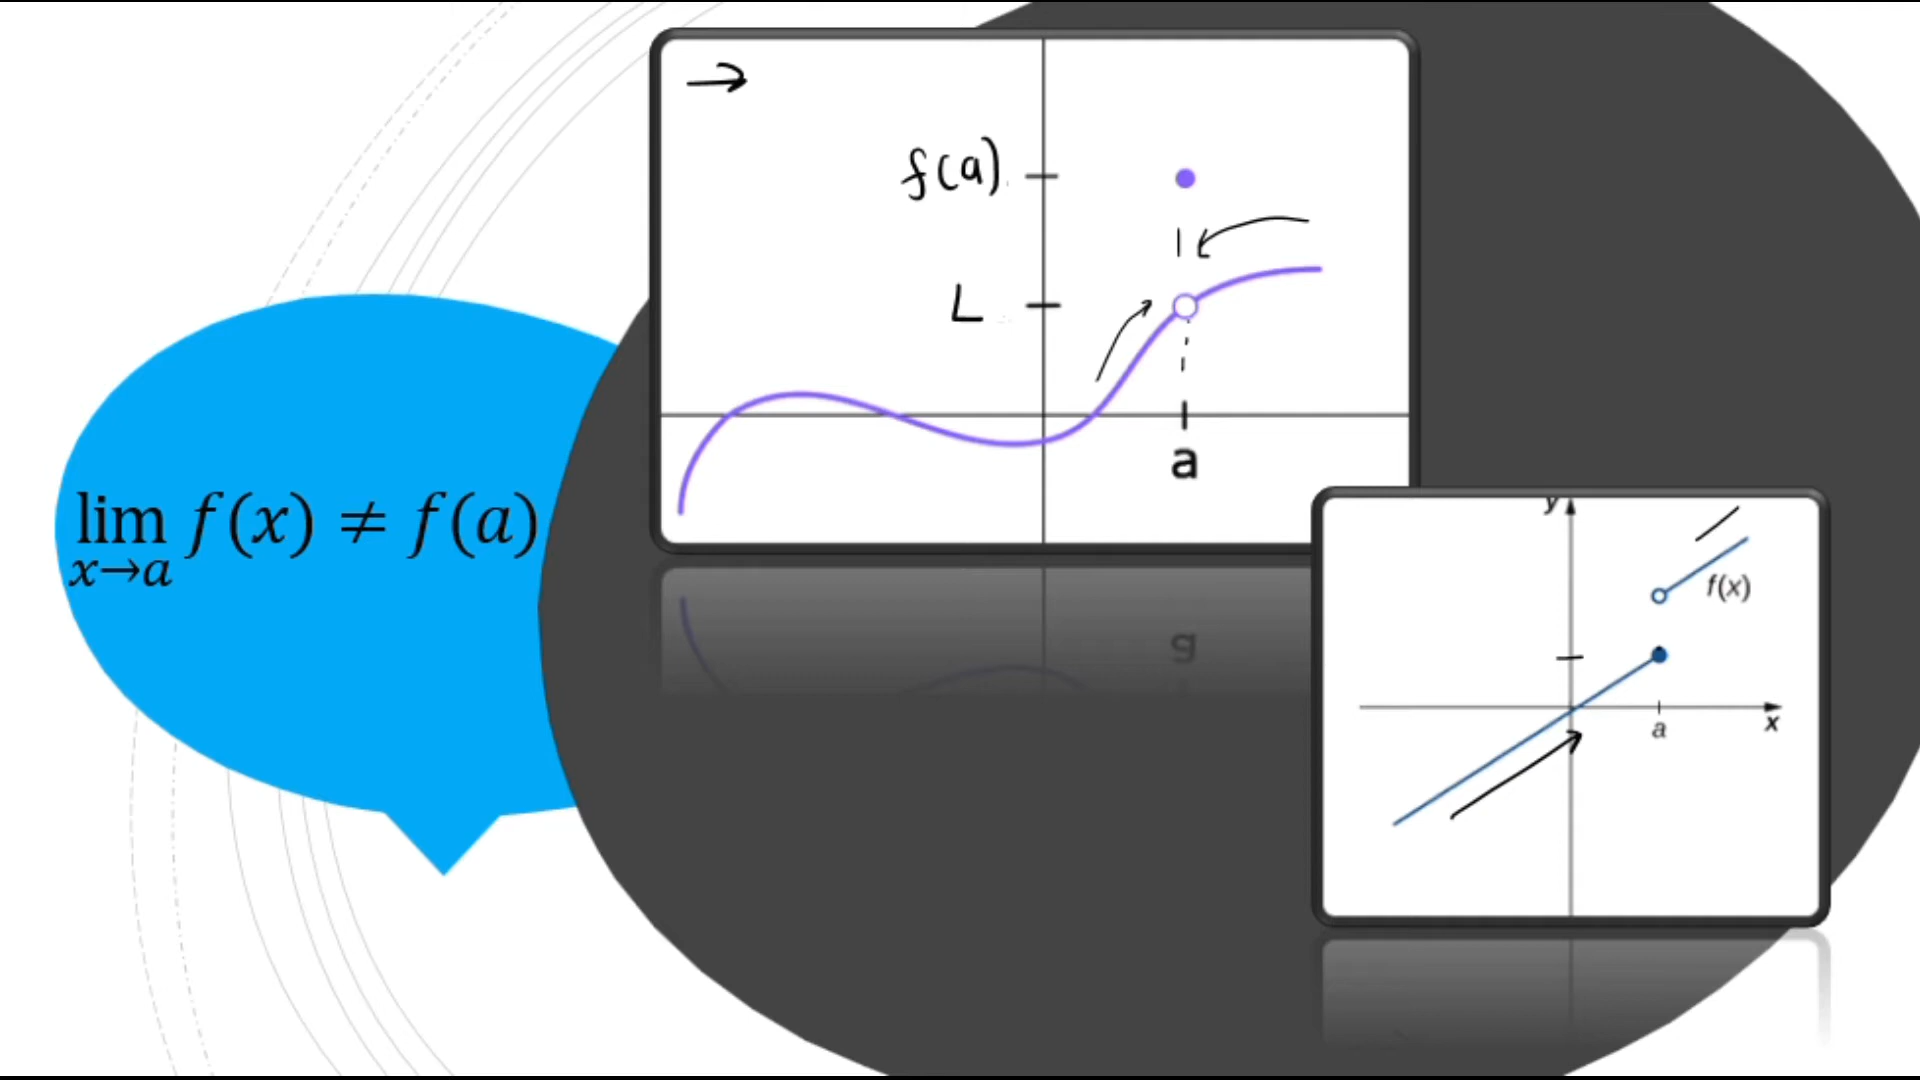 lim f(x) ≠ f(a)
x→a
→
f(a)
L
a
y
f(x)
a
x